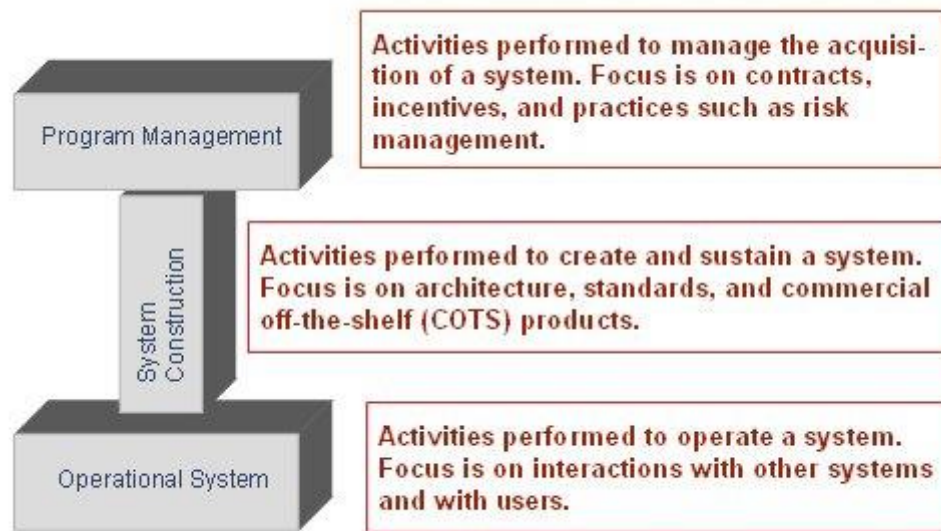 Program Management
Activities performed to manage the acquisi-
tion of a system. Focus is on contracts,
incentives, and practices such as risk
management.
System
Construction
Activities performed to create and sustain a system.
Focus is on architecture, standards, and commercial
off-the-shelf (COTS) products.
Operational System
Activities performed to operate a system.
Focus is on interactions with other systems
and with users.